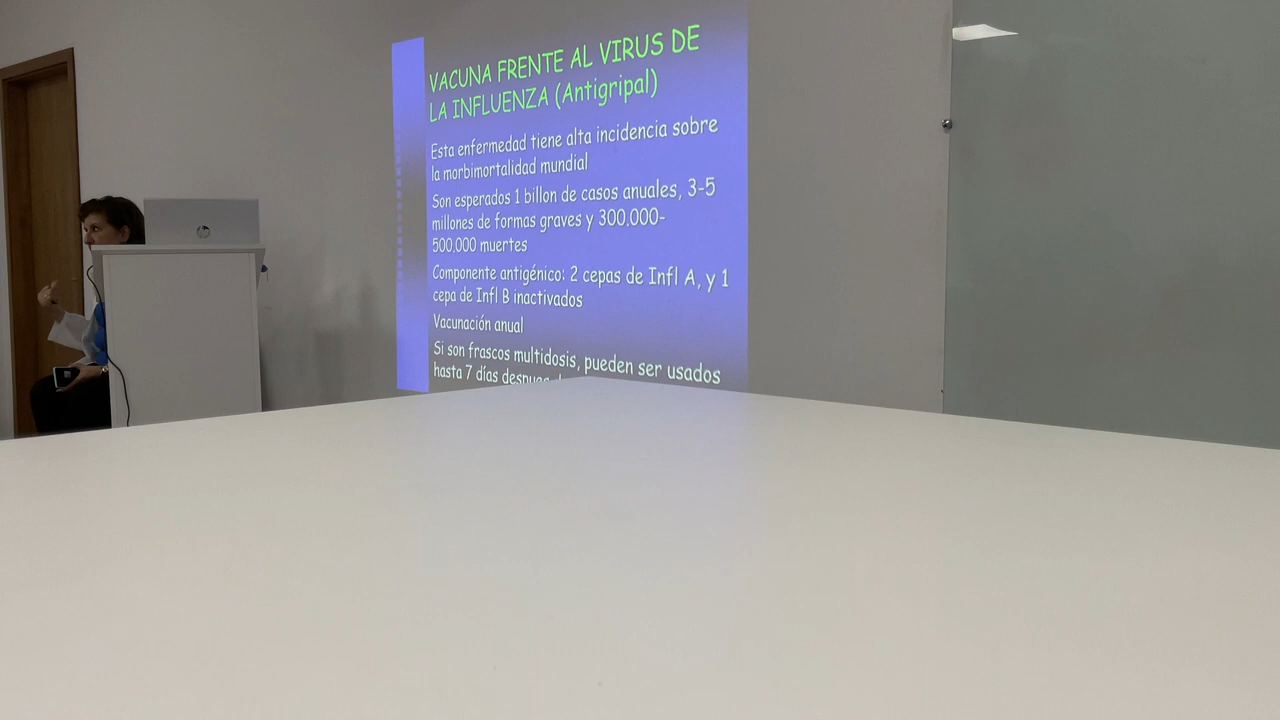 VACUNA FRENTE AL VIRUS DE
LA INFLUENZA (Antigripal)
Esta enfermedad tiene alta incidencia sobre
la morbimortalidad mundial
Son esperados 1 billon de casos anuales, 3-5
millones de formas graves y 300.000-
500.000 muertes
Componente antigénico: 2 cepas de Infl A, y 1
cepa de Infl B inactivados
Vacunación anual
Si son frascos multidosis, pueden ser usados
hasta 7 días